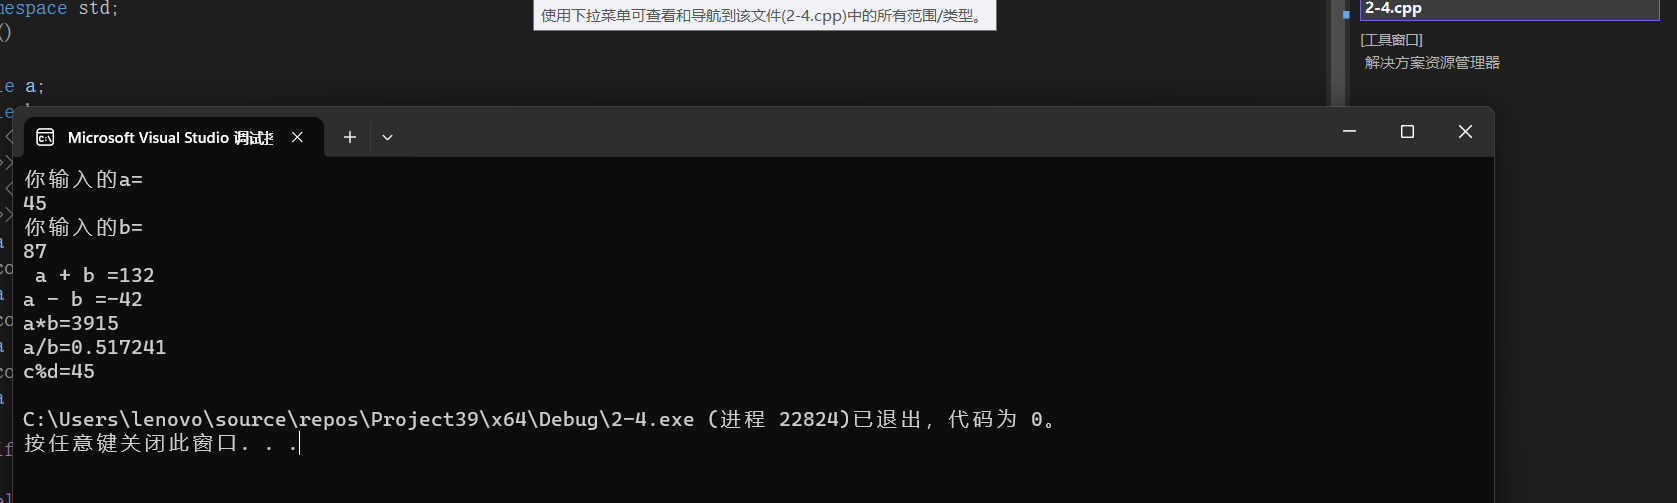 mespace std;
使用下拉菜单可查看和导航到该文件(2-4.cpp)中的所有范围/类型。
2-4.cpp
()
[工具窗口]
解决方案资源管理器
le a;
le
Microsoft Visual Studio 调试
你输入的a=
45
你输入的b=
87
 a + b =132
a - b =-42
a*b=3915
a/b=0.517241
c%d=45
C:\Users\lenovo\source\repos\Project39\x64\Debug\2-4.exe (进程 22824)已退出，代码为 0。
按任意键关闭此窗口. . .